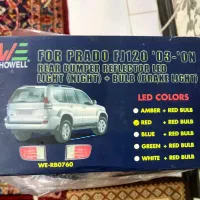 WE
HOWELL
FOR PRADO FJ120 '03-'ON
REAR BUMPER REFLECTOR LED
LIGHT (NIGHT) + BULB (BRAKE LIGHT)
LED COLORS
AMBER + RED BULB
RED + RED BULB
BLUE + RED BULB
GREEN + RED BULB
WHITE + RED BULB
WE-RB0760